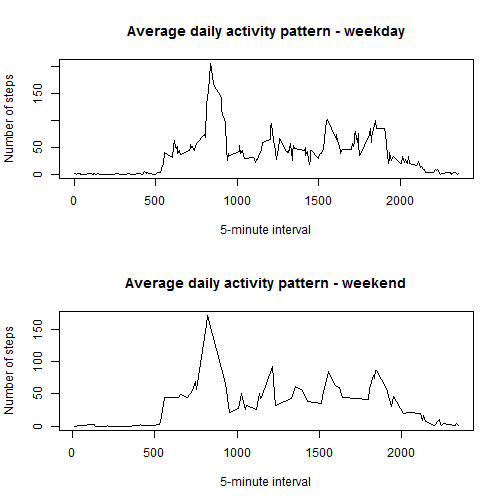 Average daily activity pattern - weekday
Number of steps
0 50 150
0 500 1000 1500 2000
5-minute interval
Average daily activity pattern - weekend
Number of steps
0 50 100 150
0 500 1000 1500 2000
5-minute interval